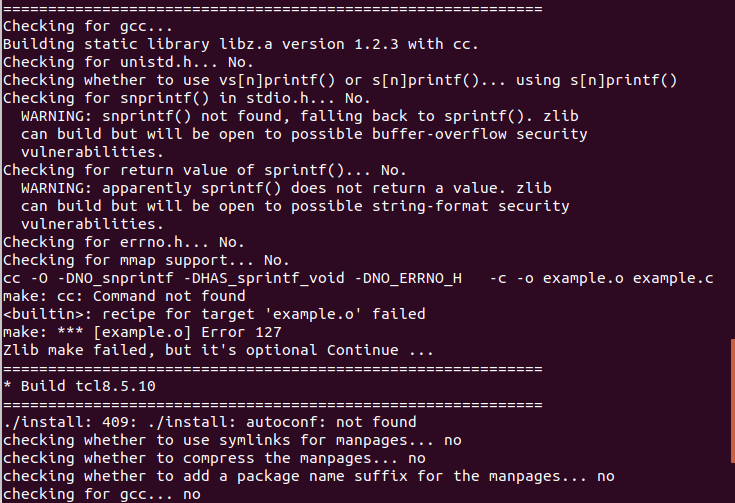 ============================================================
Checking for gcc...
Building static library libz.a version 1.2.3 with cc.
Checking for unistd.h... No.
Checking whether to use vs[n]printf() or s[n]printf()... using s[n]printf()
Checking for snprintf() in stdio.h... No.
  WARNING: snprintf() not found, falling back to sprintf(). zlib
  can build but will be open to possible buffer-overflow security
  vulnerabilities.
Checking for return value of sprintf()... No.
  WARNING: apparently sprintf() does not return a value. zlib
  can build but will be open to possible string-format security
  vulnerabilities.
Checking for errno.h... No.
Checking for mmap support... No.
cc -O -DNO_snprintf -DHAS_sprintf_void -DNO_ERRNO_H   -c -o example.o example.c
make: cc: Command not found
<builtin>: recipe for target 'example.o' failed
make: *** [example.o] Error 127
Zlib make failed, but it's optional Continue ...
============================================================
* Build tcl8.5.10
============================================================
./install: 409: ./install: autoconf: not found
checking whether to use symlinks for manpages... no
checking whether to compress the manpages... no
checking whether to add a package name suffix for the manpages... no
checking for gcc... no